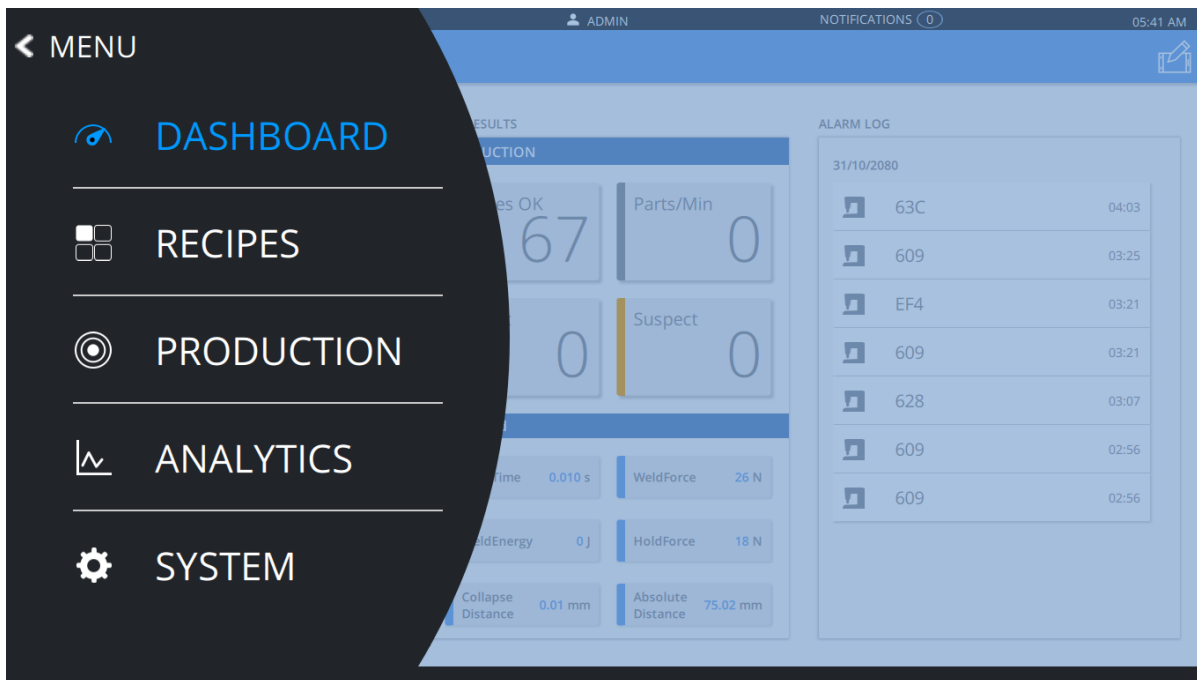 ADMIN
NOTIFICATIONS 0
05:41 AM
MENU
DASHBOARD
RECIPES
PRODUCTION
ANALYTICS
SYSTEM
ALARM LOG
Parts/Min
67
0
Suspect
0
0
0.010 s
WeldForce 26 N
0 J
HoldForce 18 N
Collapse
Distance
0.01 mm
Absolute
Distance
75.02 mm
31/10/2080
63C 04:03
609 03:25
EF4 03:21
609 03:21
628 03:07
609 02:56
609 02:56